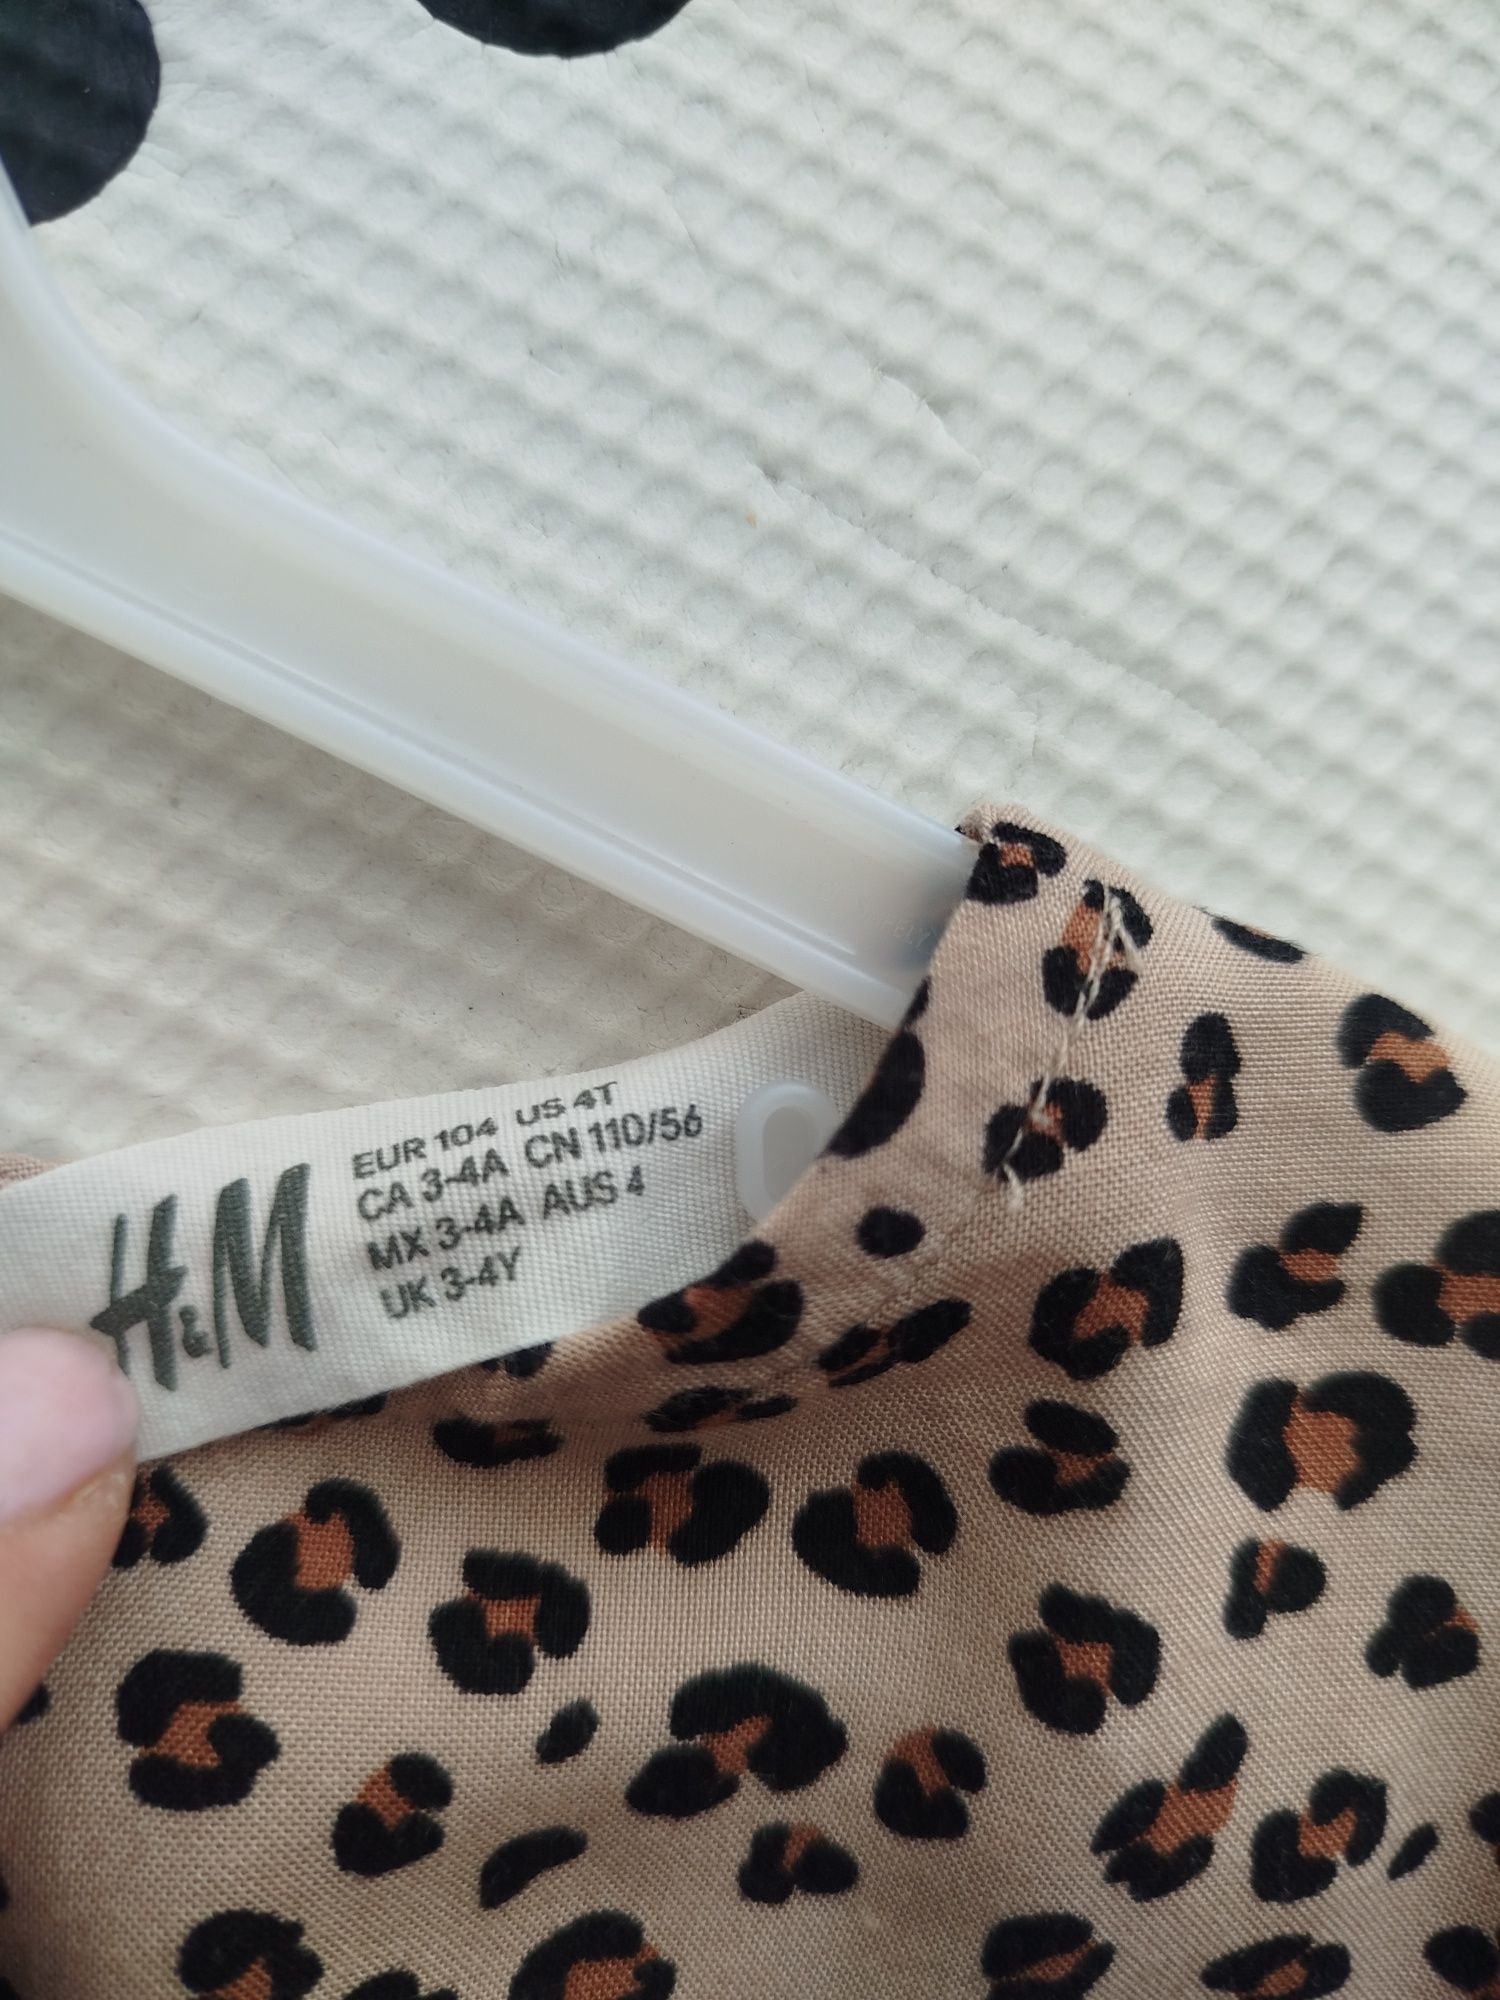 H&M
EUR 104 US 4T
CA 3-4A CN 110/56
MX 3-4A AUS 4
UK 3-4Y